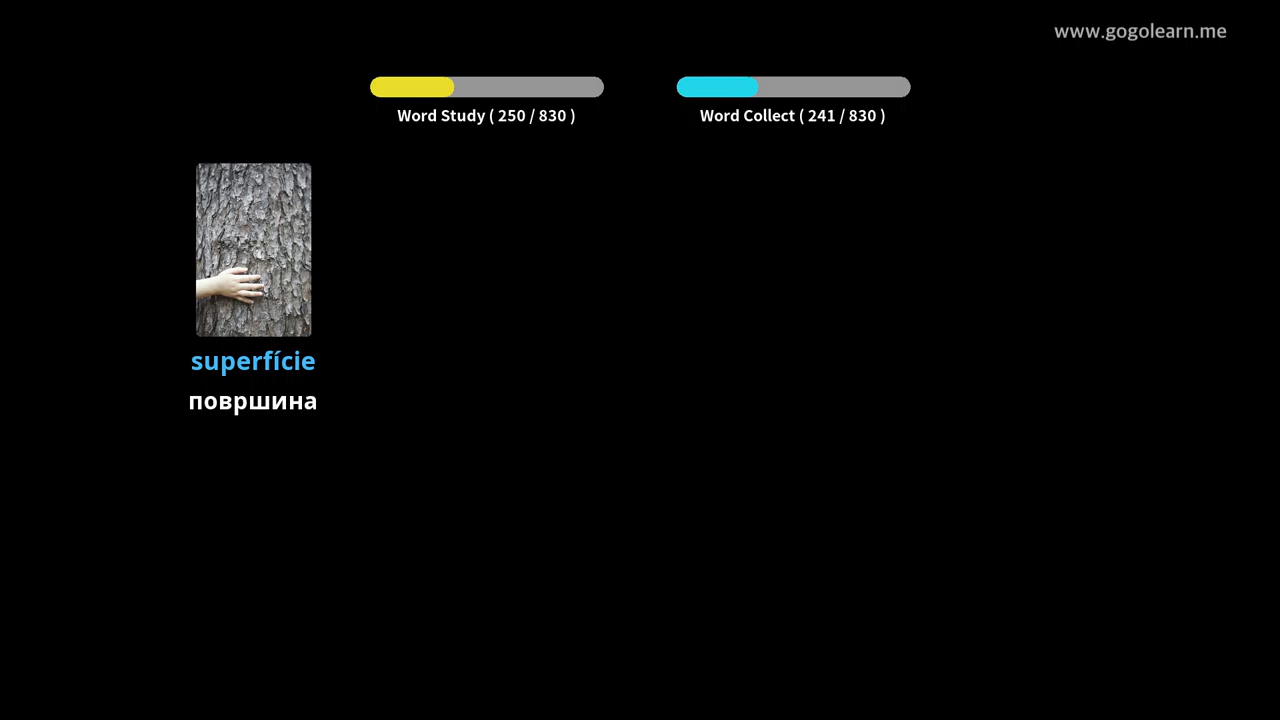 www.gogolearn.me
Word Study ( 250 / 830 )
Word Collect ( 241 / 830 )
superfície
површина